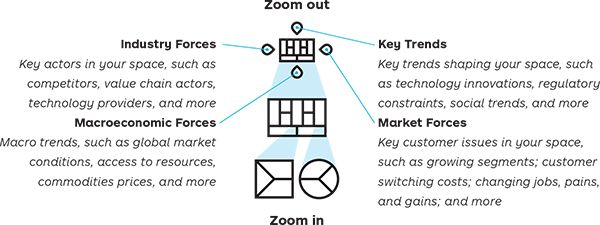 Zoom out
Industry Forces
Key actors in your space, such as
competitors, value chain actors,
technology providers, and more
Macroeconomic Forces
Macro trends, such as global market
conditions, access to resources,
commodities prices, and more
Key Trends
Key trends shaping your space, such
as technology innovations, regulatory
constraints, social trends, and more
Market Forces
Key customer issues in your space,
such as growing segments; customer
switching costs; changing jobs, pains,
and gains; and more
Zoom in